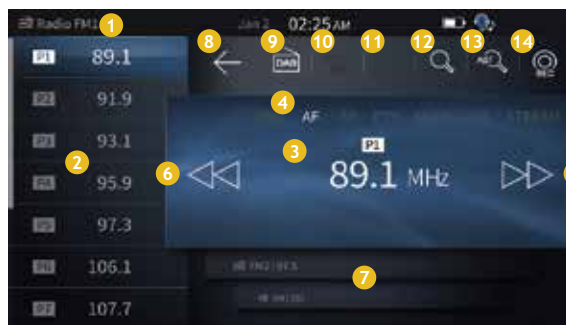 Radio FM1 1 Jan 2 02:25 AM
8 9 10 11 12 13 14
DAB
P1 89.1
P2 91.9
P3 93.1
P4 95.9
P5 97.3
P6 106.1
P7 107.7
2
4
AF STEREO
3
P1
6
89.1 MHz
7